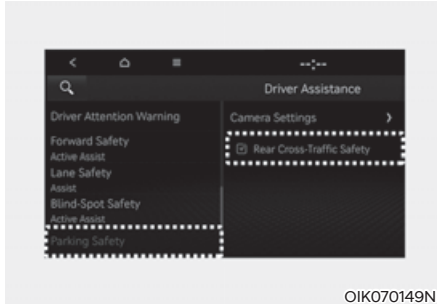 --:--
Driver Assistance
Driver Attention Warning
Forward Safety
Active Assist
Lane Safety
Assist
Blind-Spot Safety
Active Assist
Parking Safety
Camera Settings
Rear Cross-Traffic Safety
OIK070149N